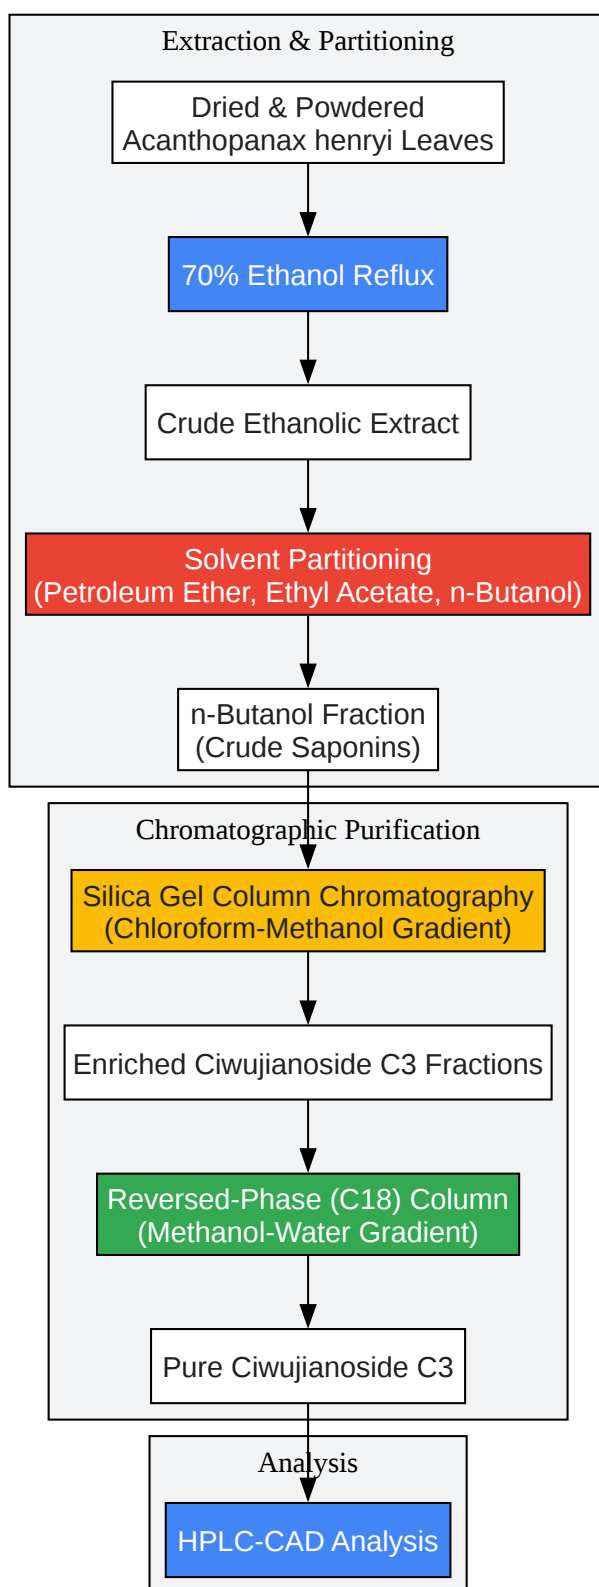 Extraction & Partitioning
Dried & Powdered
Acanthopanax henryi Leaves
70% Ethanol Reflux
Crude Ethanolic Extract
Solvent Partitioning
(Petroleum Ether, Ethyl Acetate, n-Butanol)
n-Butanol Fraction
(Crude Saponins)
Chromatographic Purification
Silica Gel Column Chromatography
(Chloroform-Methanol Gradient)
Enriched Ciwujianoside C3 Fractions
Reversed-Phase (C18) Column
(Methanol-Water Gradient)
Pure Ciwujianoside C3
Analysis
HPLC-CAD Analysis